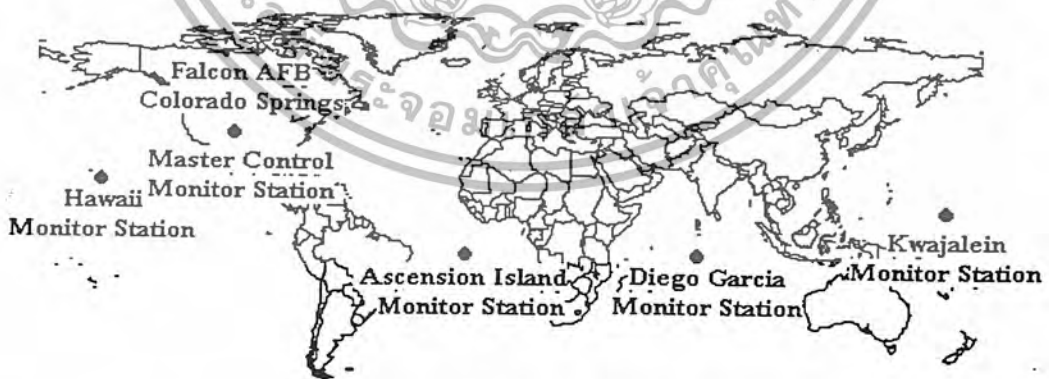 Falcon AFB
Colorado Springs
Master Control
Monitor Station
Hawaii
Monitor Station
Ascension Island
Monitor Station
Diego Garcia
Monitor Station
Kwajalein
Monitor Station